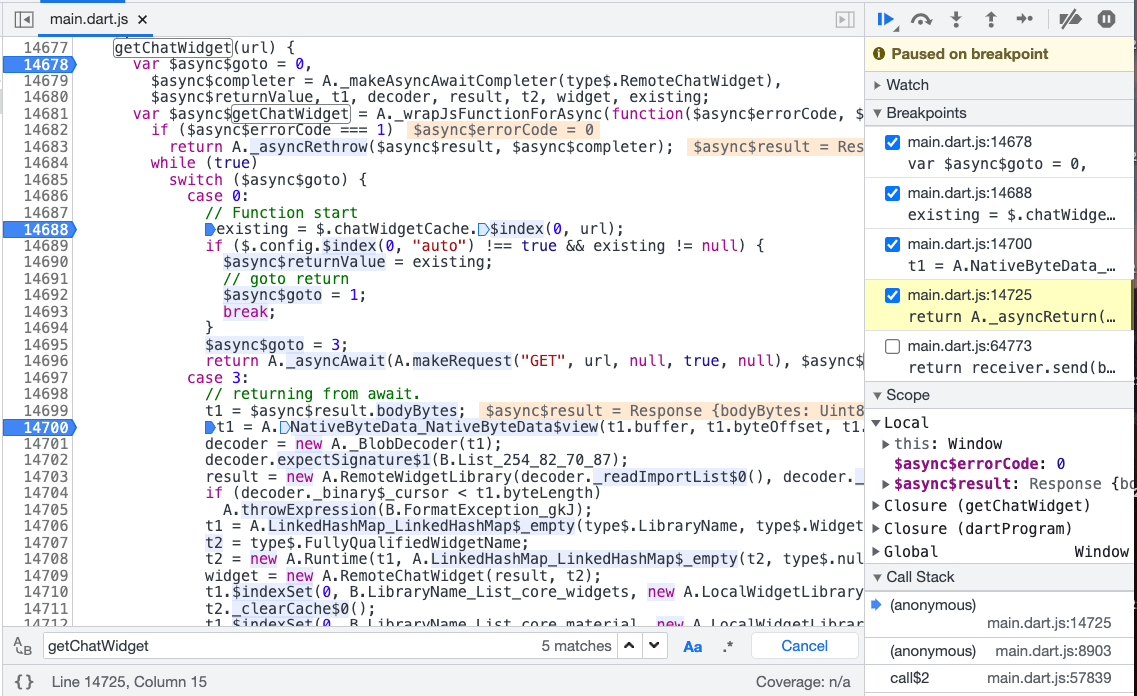 main.dart.js ×
14677 getChatWidget(url) {
14678 var $async$goto = 0,
14679 $async$completer = A._makeAsyncAwaitCompleter(type$.RemoteChatWidget),
14680 $async$returnValue, t1, decoder, result, t2, widget, existing;
14681 var $async$getChatWidget = A._wrapJsFunctionForAsync(function($async$errorCode, $
14682 if ($async$errorCode === 1) $async$errorCode = 0
14683 return A._asyncRethrow($async$result, $async$completer); $async$result = Res
14684 while (true)
14685 switch ($async$goto) {
14686 case 0:
14687 // Function start
14688 existing = $.chatWidgetCache.$index(0, url);
14689 if ($.config.$index(0, "auto") !== true && existing != null) {
14690 $async$returnValue = existing;
14691 // goto return
14692 $async$goto = 1;
14693 break;
14694 }
14695 $async$goto = 3;
14696 return A._asyncAwait(A.makeRequest("GET", url, null, true, null), $async$
14697 case 3:
14698 // returning from await.
14699 t1 = $async$result.bodyBytes; $async$result = Response {bodyBytes: Uint8
14700 t1 = A.NativeByteData_NativeByteData$view(t1.buffer, t1.byteOffset, t1.
14701 decoder = new A._BlobDecoder(t1);
14702 decoder.expectSignature$1(B.List_254_82_70_87);
14703 result = new A.RemoteWidgetLibrary(decoder._readImportList$0(), decoder._
14704 if (decoder._binary$_cursor < t1.byteLength)
14705 A.throwExpression(B.FormatException_gkJ);
14706 t1 = A.LinkedHashMap_LinkedHashMap$_empty(type$.LibraryName, type$.Widget
14707 t2 = type$.FullyQualifiedWidgetName;
14708 t2 = new A.Runtime(t1, A.LinkedHashMap_LinkedHashMap$_empty(t2, type$.nul
14709 widget = new A.RemoteChatWidget(result, t2);
14710 t1.$indexSet(0, B.LibraryName_List_core_widgets, new A.LocalWidgetLibrary
14711 t2._clearCache$0();
14712 t1.$indexSet(0, B.LibraryName_List_core_material, new A.LocalWidgetLibrar
getChatWidget 5 matches Aa .* Cancel
{} Line 14725, Column 15 Coverage: n/a
Paused on breakpoint
Watch
Breakpoints
main.dart.js:14678
var $async$goto = 0,
main.dart.js:14688
existing = $.chatWidge…
main.dart.js:14700
t1 = A.NativeByteData_…
main.dart.js:14725
return A._asyncReturn(…
main.dart.js:64773
return receiver.send(b…
Scope
Local
this: Window
$async$errorCode: 0
$async$result: Response {bo
Closure (getChatWidget)
Closure (dartProgram)
Global Window
Call Stack
(anonymous)
main.dart.js:14725
(anonymous) main.dart.js:8903
call$2 main.dart.js:57839